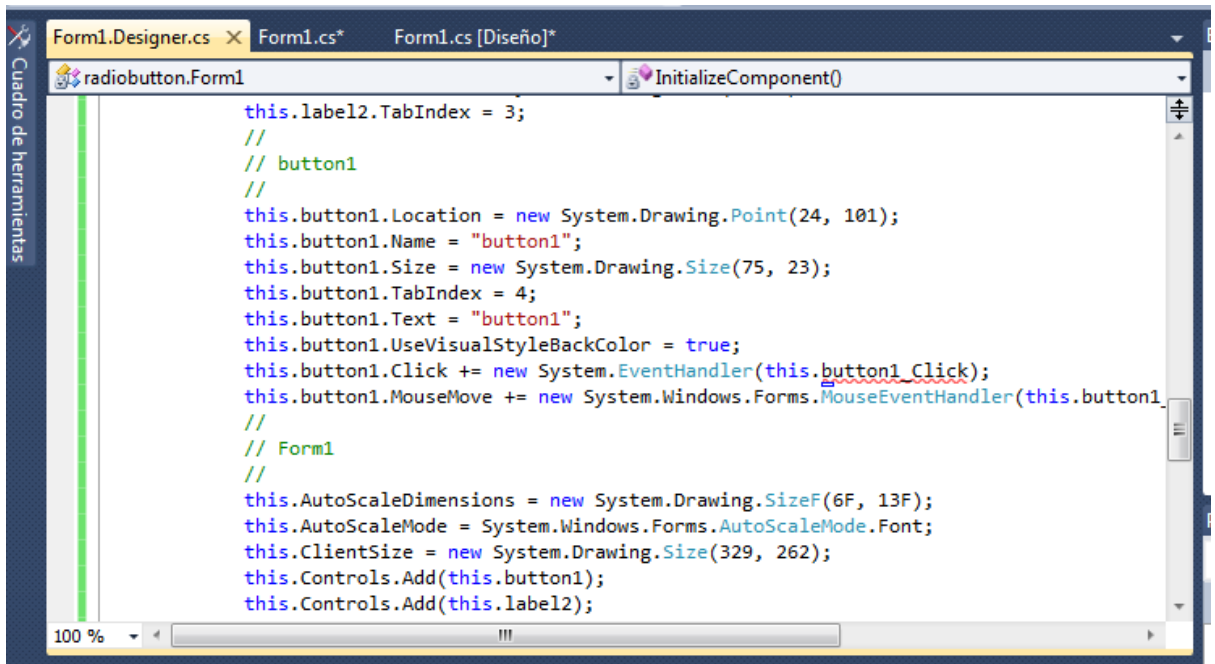 Form1.Designer.cs Form1.cs* Form1.cs [Diseño]*
Cuadro de herramientas
radiobutton.Form1 InitializeComponent()
this.label2.TabIndex = 3;
//
// button1
//
this.button1.Location = new System.Drawing.Point(24, 101);
this.button1.Name = "button1";
this.button1.Size = new System.Drawing.Size(75, 23);
this.button1.TabIndex = 4;
this.button1.Text = "button1";
this.button1.UseVisualStyleBackColor = true;
this.button1.Click += new System.EventHandler(this.button1_Click);
this.button1.MouseMove += new System.Windows.Forms.MouseEventHandler(this.button1_
//
// Form1
//
this.AutoScaleDimensions = new System.Drawing.SizeF(6F, 13F);
this.AutoScaleMode = System.Windows.Forms.AutoScaleMode.Font;
this.ClientSize = new System.Drawing.Size(329, 262);
this.Controls.Add(this.button1);
this.Controls.Add(this.label2);
100 %